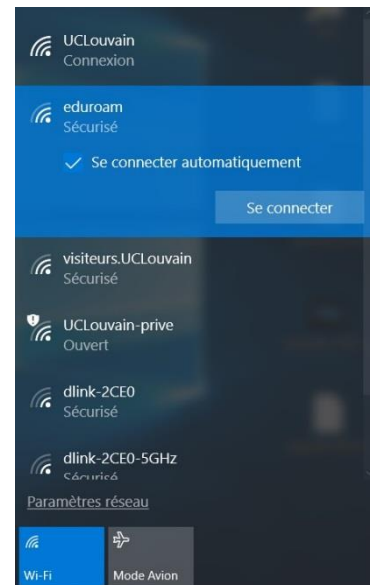 UCLouvain
Connexion
eduroam
Sécurisé
Se connecter automatiquement
Se connecter
visiteurs.UCLouvain
Sécurisé
UCLouvain-prive
Ouvert
dlink-2CE0
Sécurisé
dlink-2CE0-5GHz
Sécurisé
Paramètres réseau
Wi-Fi
Mode Avion